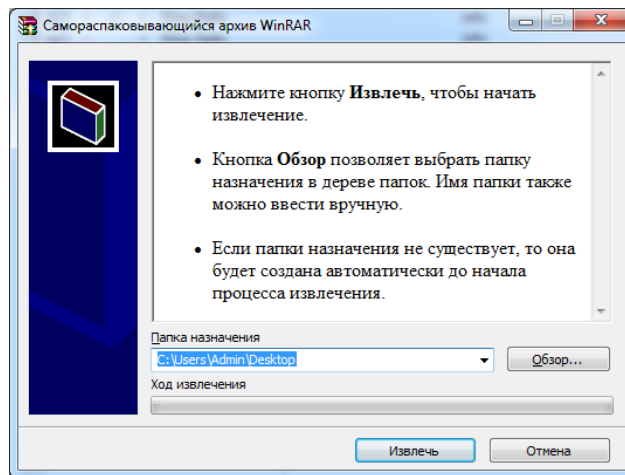 Самораспаковывающийся архив WinRAR
• Нажмите кнопку Извлечь, чтобы начать
извлечение.
• Кнопка Обзор позволяет выбрать папку
назначения в дереве папок. Имя папки также
можно ввести вручную.
• Если папки назначения не существует, то она
будет создана автоматически до начала
процесса извлечения.
Папка назначения
C:\Users\Admin\Desktop
Обзор...
Ход извлечения
Извлечь
Отмена